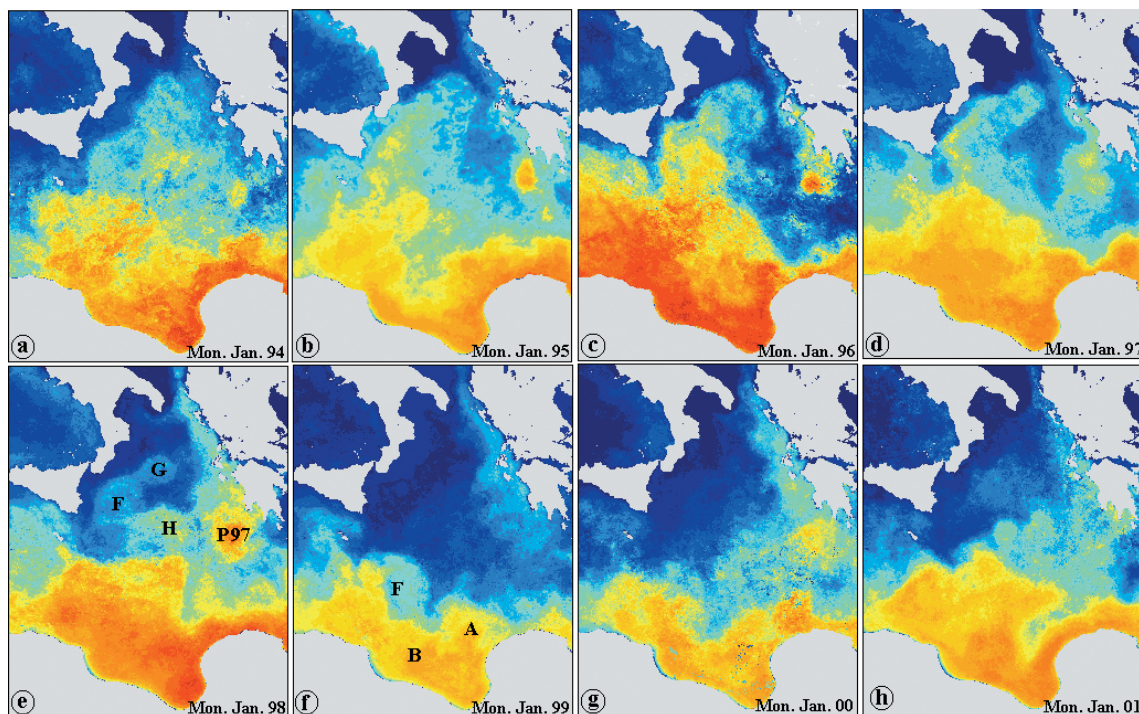 a Mon. Jan. 94
b Mon. Jan. 95
c Mon. Jan. 96
d Mon. Jan. 97
G
F
H P97
e Mon. Jan. 98
F
A
B
f Mon. Jan. 99
g Mon. Jan. 00
h Mon. Jan. 01